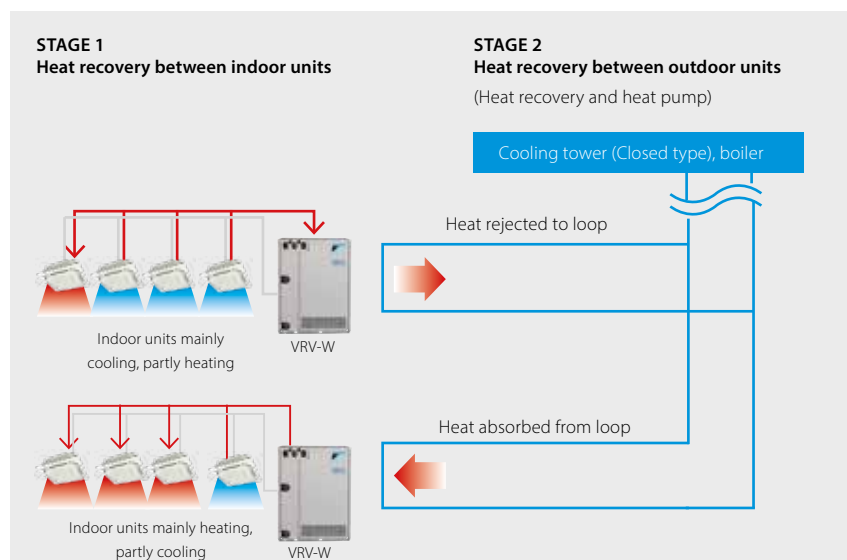 STAGE 1
Heat recovery between indoor units
STAGE 2
Heat recovery between outdoor units
(Heat recovery and heat pump)
Cooling tower (Closed type), boiler
Heat rejected to loop
Indoor units mainly
cooling, partly heating
VRV-W
Heat absorbed from loop
Indoor units mainly heating,
partly cooling
VRV-W